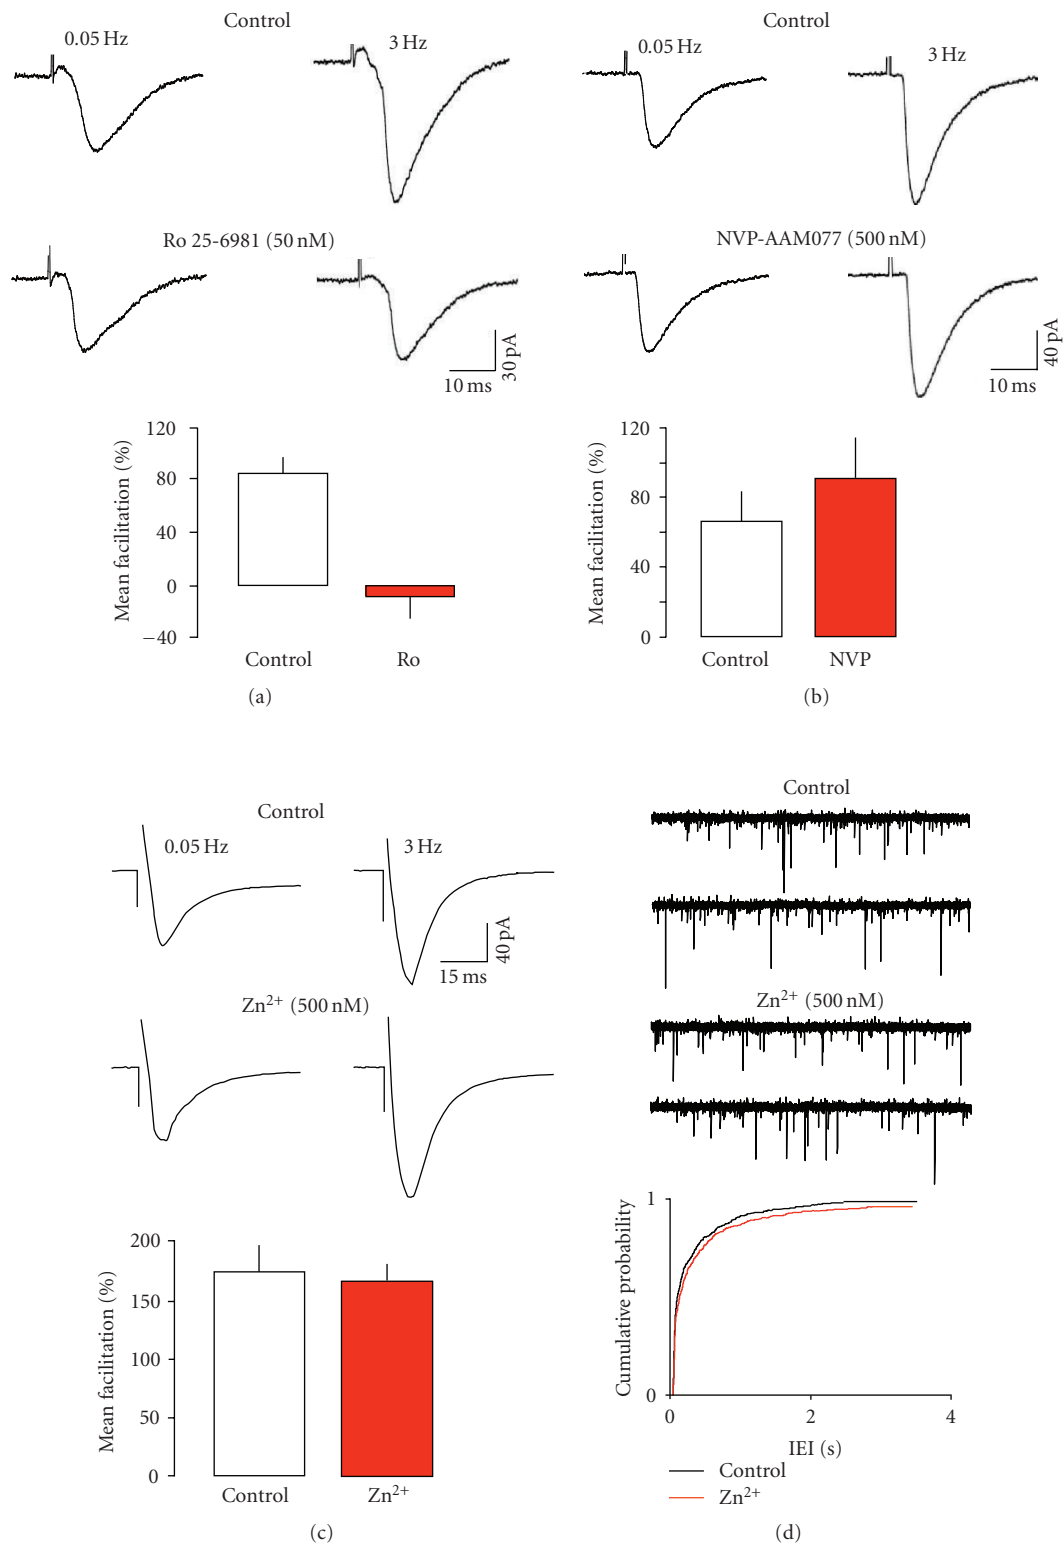 Control
0.05 Hz
3 Hz
Ro 25-6981 (50 nM)
30 pA
10 ms
Mean facilitation (%)
120
80
40
0
−40
Control
Ro
(a)
Control
0.05 Hz
3 Hz
NVP-AAM077 (500 nM)
40 pA
10 ms
Mean facilitation (%)
120
80
40
0
Control
NVP
(b)
Control
0.05 Hz
3 Hz
40 pA
15 ms
Zn²⁺ (500 nM)
Mean facilitation (%)
200
150
100
50
0
Control
Zn²⁺
(c)
Control
Zn²⁺ (500 nM)
Cumulative probability
1
0
0
2
4
IEI (s)
Control
Zn²⁺
(d)